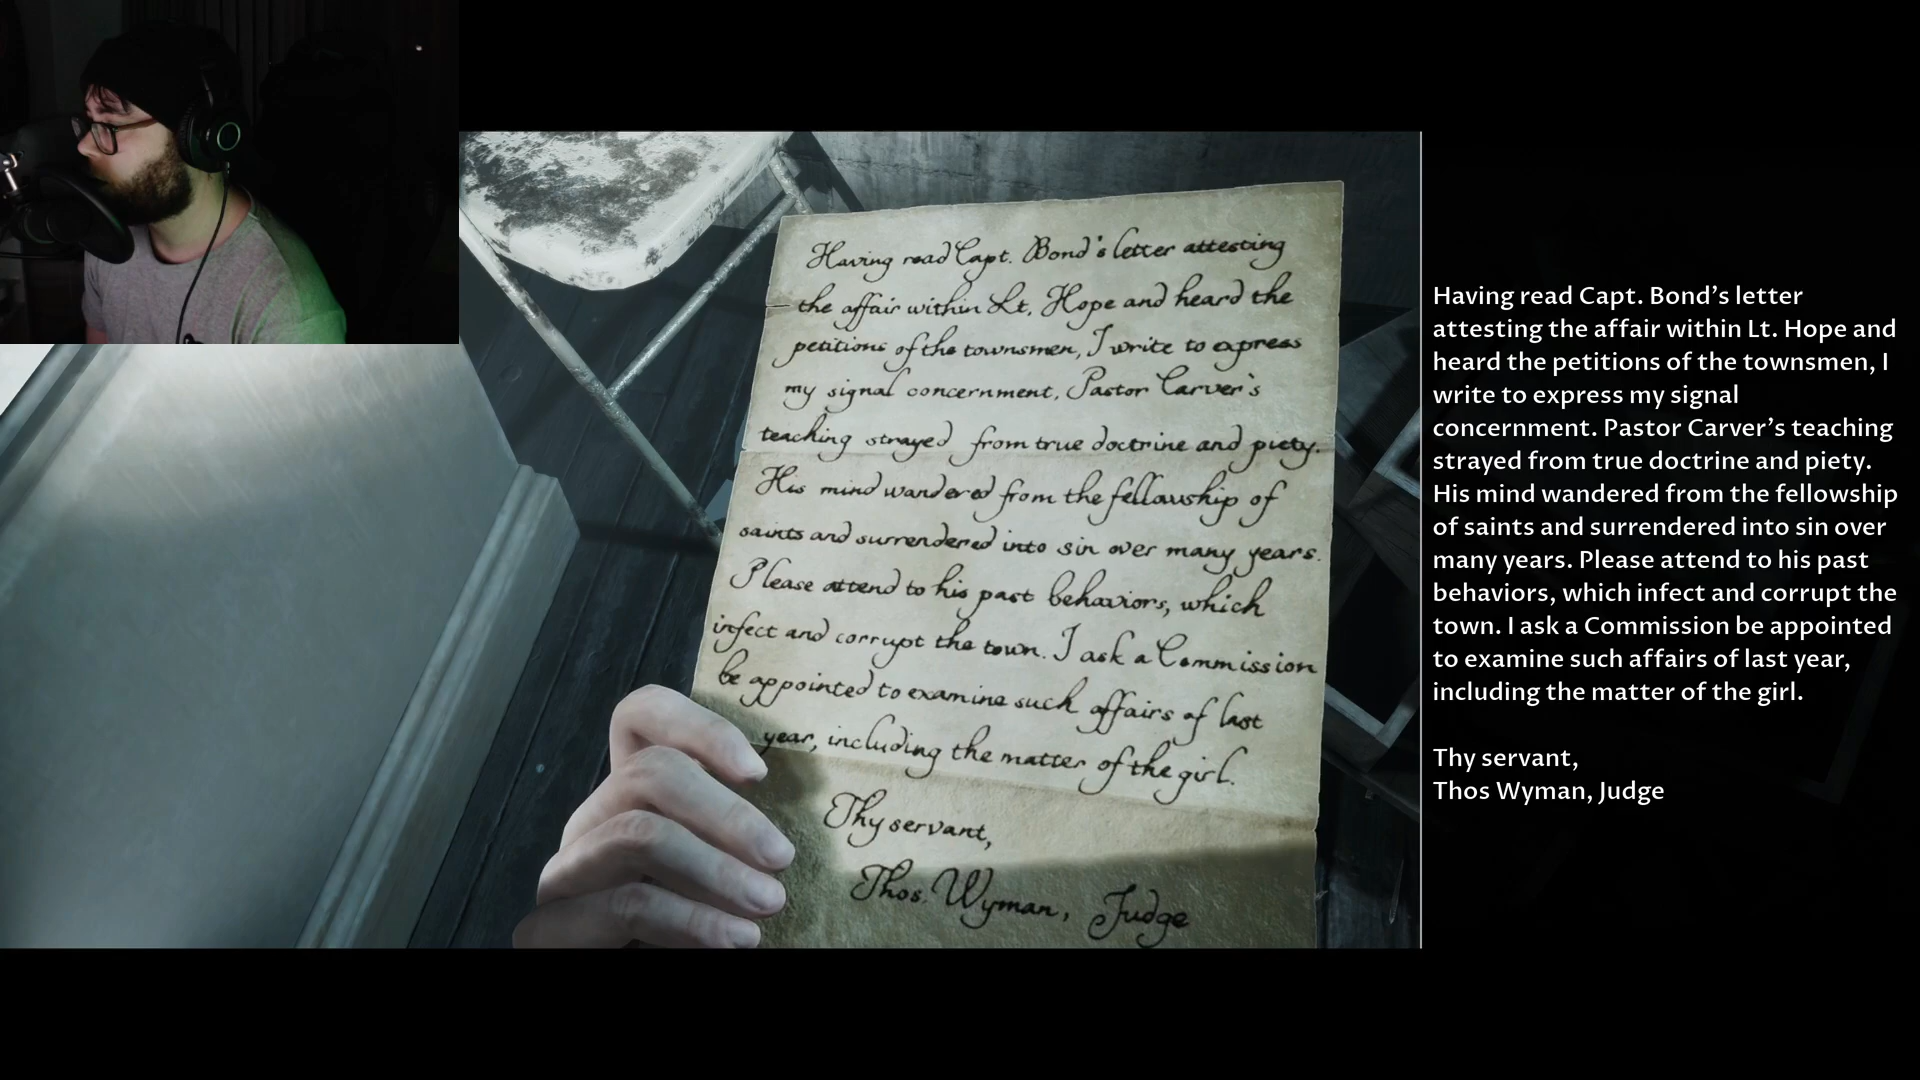 Having read Capt. Bond's letter attesting
the affair within Lt. Hope and heard the
petitions of the townsmen, I write to express
my signal concernment. Pastor Carver's
teaching strayed from true doctrine and piety.
His mind wandered from the fellowship of
saints and surrendered into sin over many years.
Please attend to his past behaviors, which
infect and corrupt the town. I ask a Commission
be appointed to examine such affairs of last
year, including the matter of the girl.
Thy servant,
Thos. Wyman, Judge
Having read Capt. Bond's letter
attesting the affair within Lt. Hope and
heard the petitions of the townsmen, I
write to express my signal
concernment. Pastor Carver's teaching
strayed from true doctrine and piety.
His mind wandered from the fellowship
of saints and surrendered into sin over
many years. Please attend to his past
behaviors, which infect and corrupt the
town. I ask a Commission be appointed
to examine such affairs of last year,
including the matter of the girl.
Thy servant,
Thos Wyman, Judge